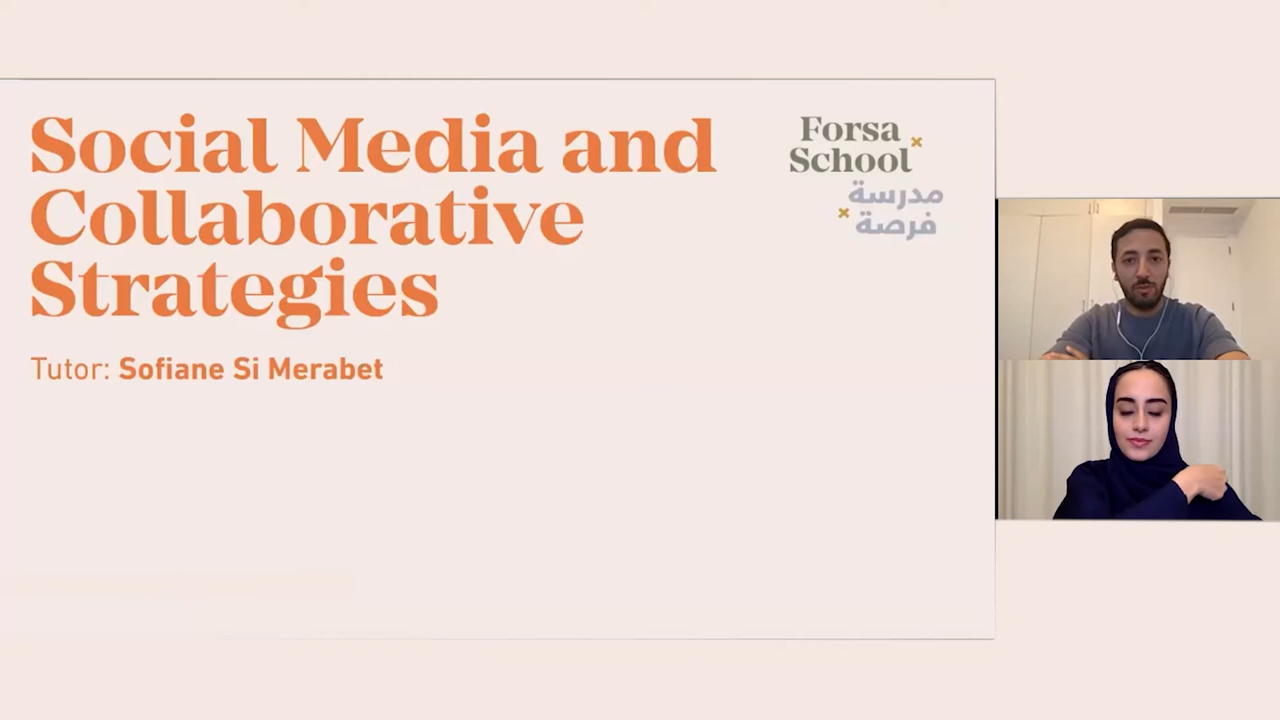 Social Media and
Collaborative
Strategies
Tutor: Sofiane Si Merabet
Forsa
School
مدرسة
فرصة